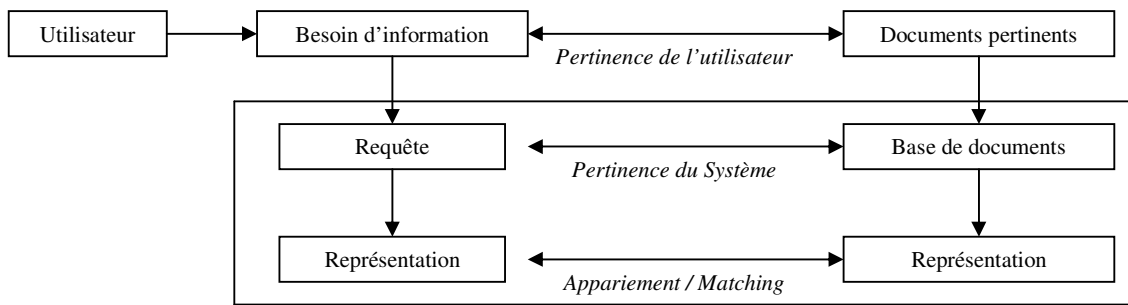 Utilisateur
Besoin d’information
Documents pertinents
Pertinence de l’utilisateur
Requête
Base de documents
Pertinence du Système
Représentation
Représentation
Appariement / Matching